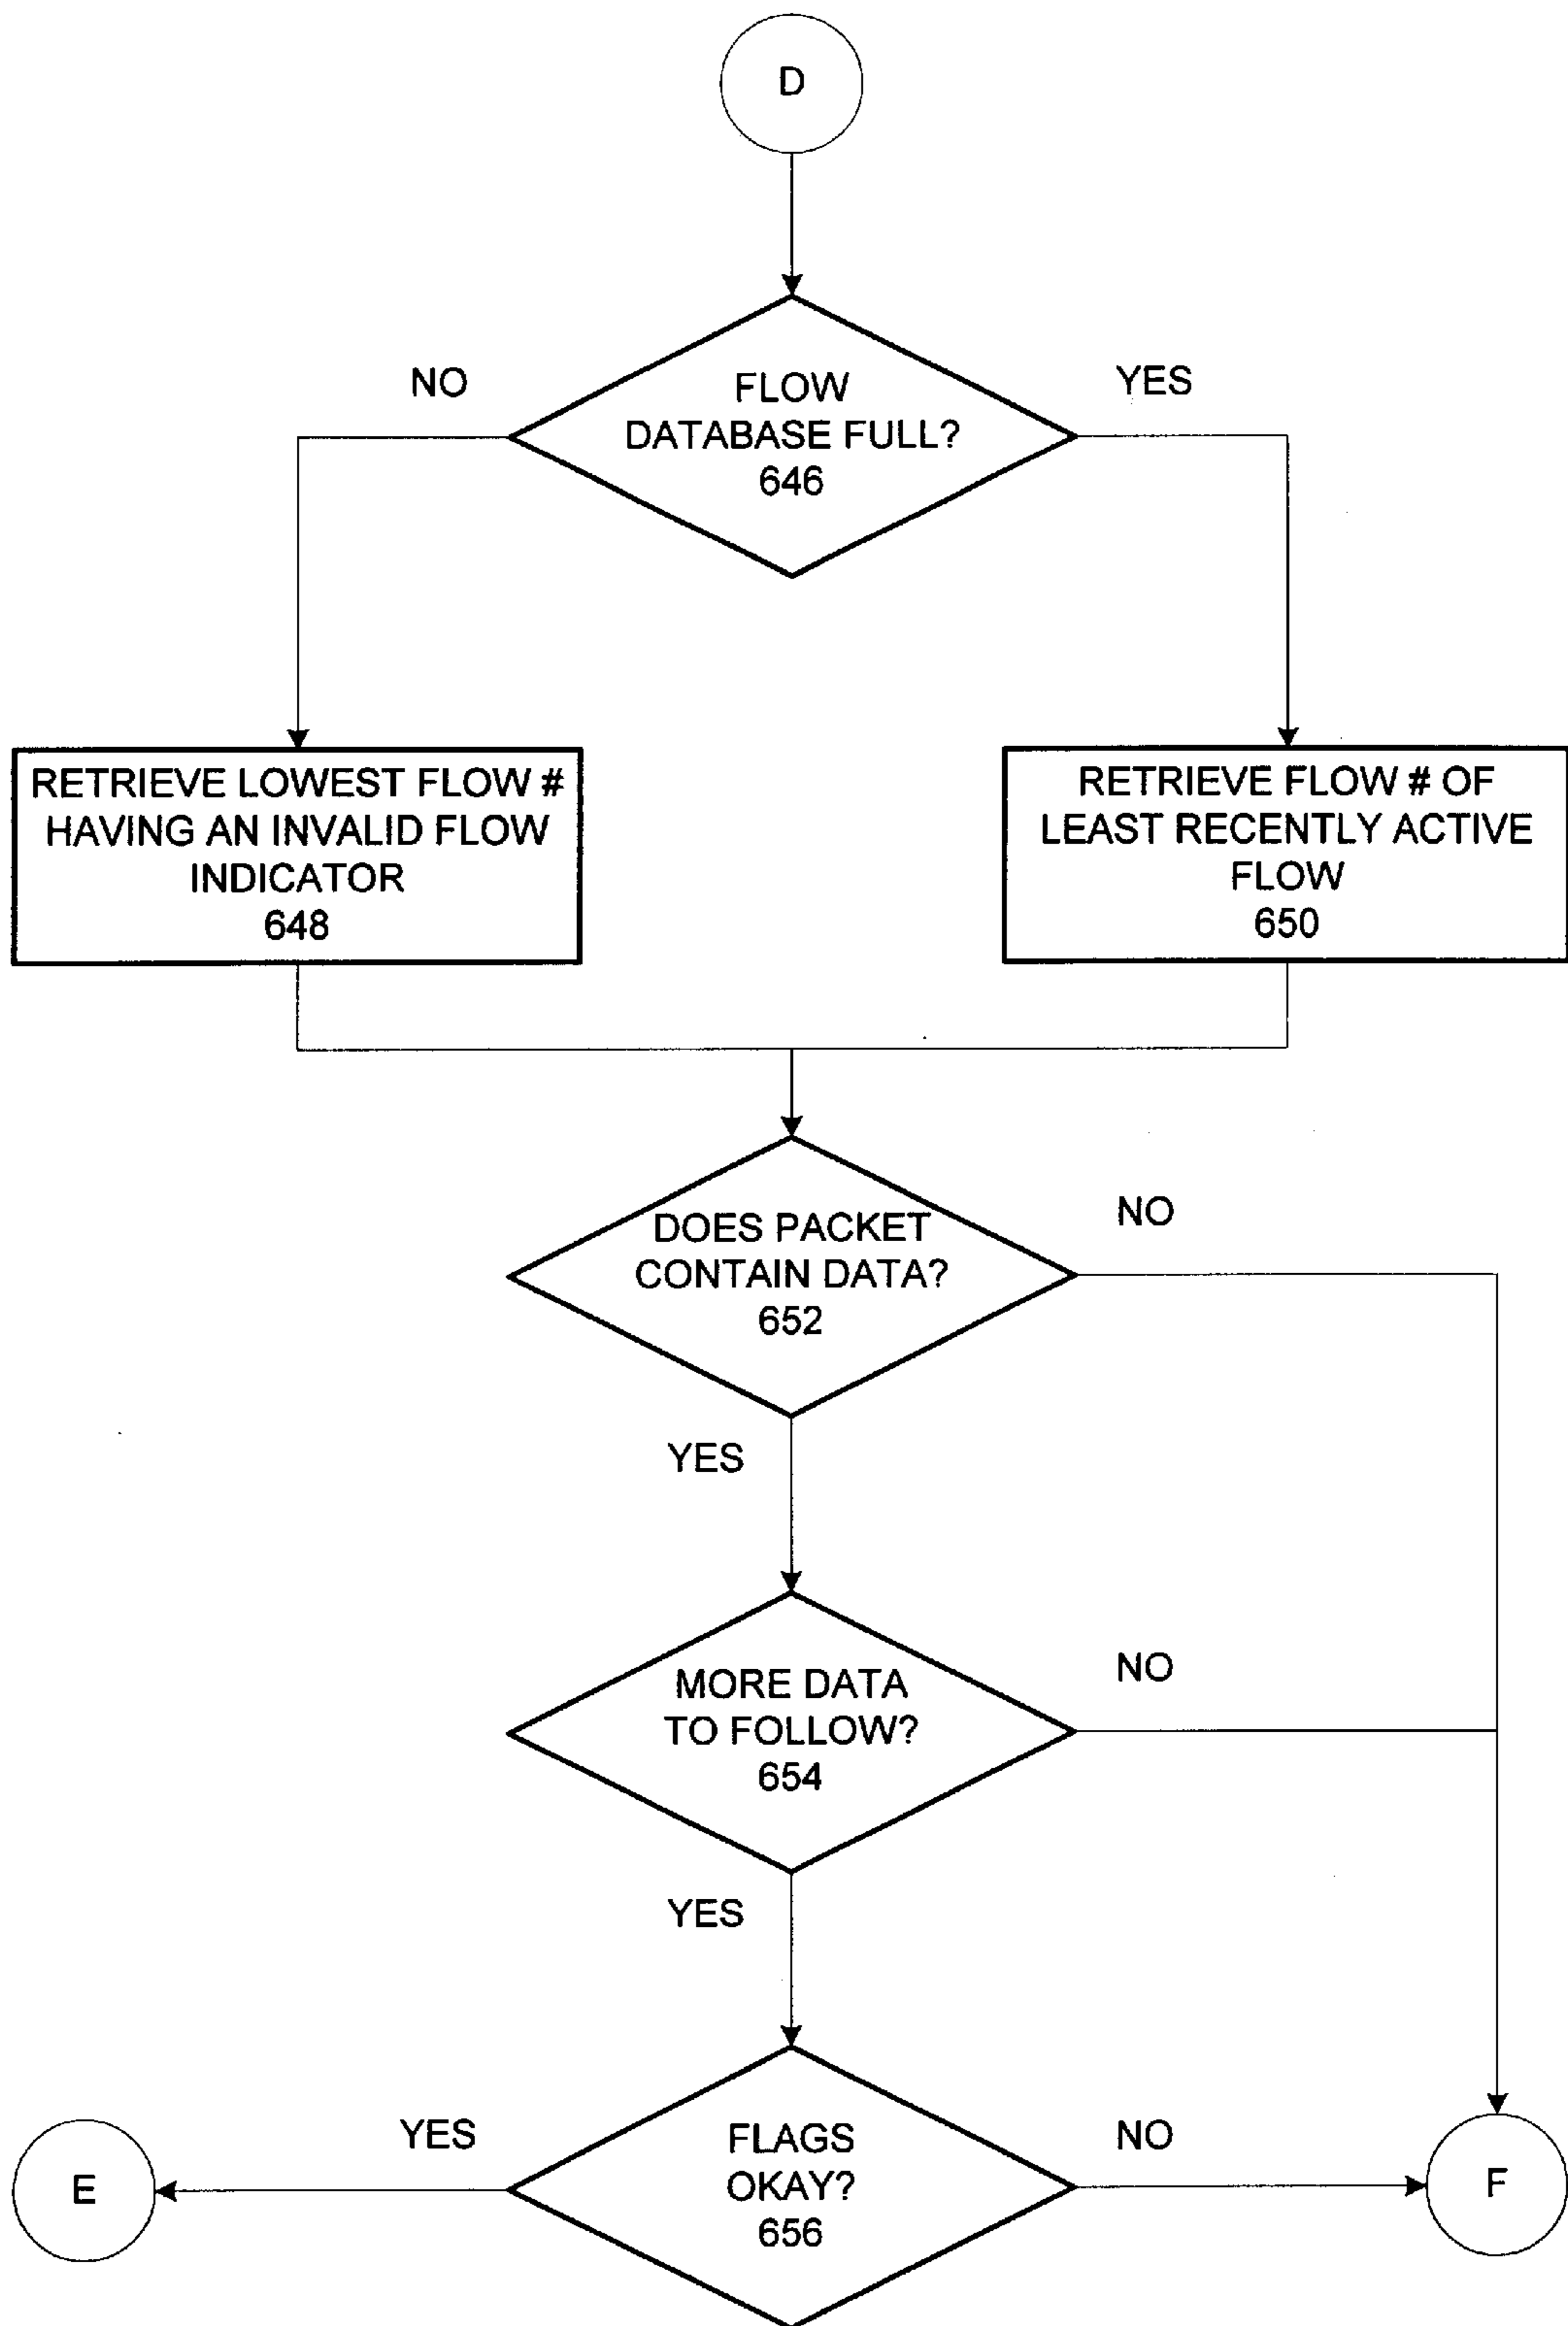 D
NO
YES
FLOW
DATABASE FULL?
646
RETRIEVE LOWEST FLOW #
HAVING AN INVALID FLOW
INDICATOR
648
RETRIEVE FLOW # OF
LEAST RECENTLY ACTIVE
FLOW
650
DOES PACKET
CONTAIN DATA?
652
NO
YES
MORE DATA
TO FOLLOW?
654
NO
YES
FLAGS
OKAY?
656
YES
NO
E
F